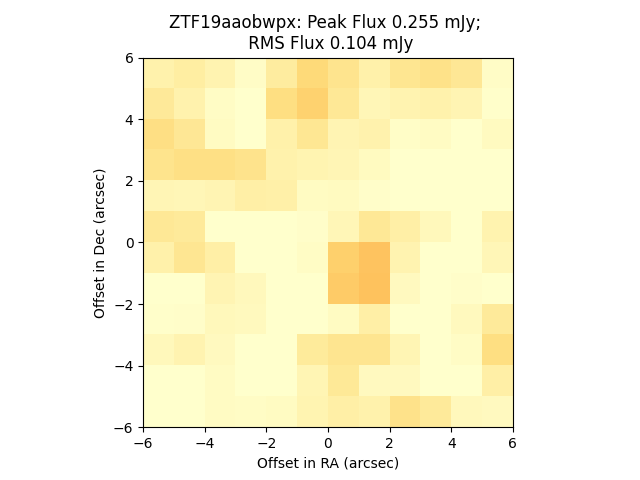 ZTF19aaobwpx: Peak Flux 0.255 mJy;
RMS Flux 0.104 mJy
6
4
2
0
−2
−4
−6
Offset in Dec (arcsec)
−6 −4 −2 0 2 4 6
Offset in RA (arcsec)